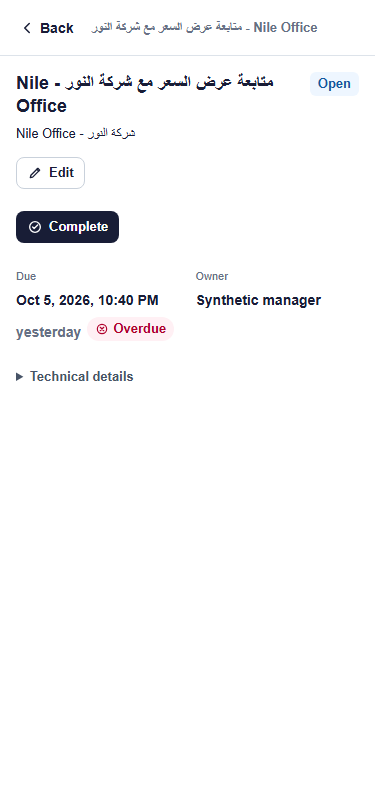 Back
متابعة عرض السعر مع شركة النور - Nile Office
متابعة عرض السعر مع شركة النور - Nile
Office
Open
شركة النور - Nile Office
Edit
Complete
Due
Owner
Oct 5, 2026, 10:40 PM
Synthetic manager
yesterday
Overdue
Technical details